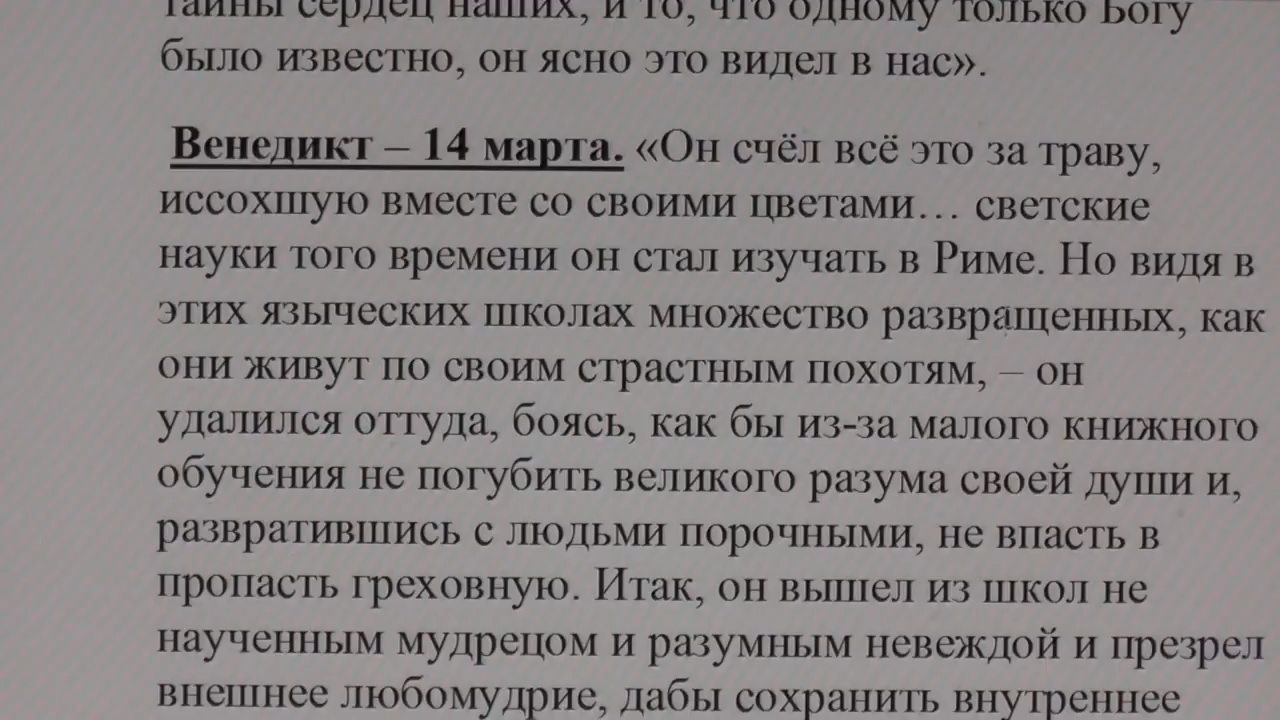 тайны сердец наших, и то, что одному только Богу
было известно, он ясно это видел в нас».
Венедикт – 14 марта. «Он счёл всё это за траву,
иссохшую вместе со своими цветами… светские
науки того времени он стал изучать в Риме. Но видя в
этих языческих школах множество развращенных, как
они живут по своим страстным похотям, – он
удалился оттуда, боясь, как бы из-за малого книжного
обучения не погубить великого разума своей души и,
развратившись с людьми порочными, не впасть в
пропасть греховную. Итак, он вышел из школ не
наученным мудрецом и разумным невеждой и презрел
внешнее любомудрие, дабы сохранить внутреннее